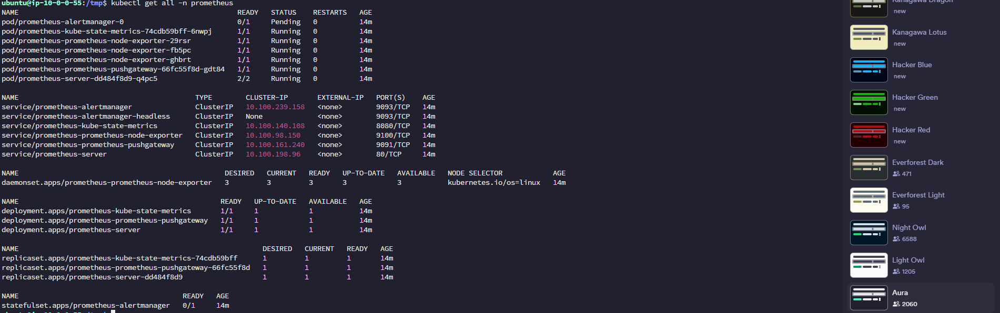 ubuntu@ip-10-0-0-55:/tmp$ kubectl get all -n prometheus
NAME READY STATUS RESTARTS AGE
pod/prometheus-alertmanager-0 0/1 Pending 0 14m
pod/prometheus-kube-state-metrics-74cdb59bff-6nwpj 1/1 Running 0 14m
pod/prometheus-prometheus-node-exporter-29rsr 1/1 Running 0 14m
pod/prometheus-prometheus-node-exporter-fb5pc 1/1 Running 0 14m
pod/prometheus-prometheus-node-exporter-ghbrt 1/1 Running 0 14m
pod/prometheus-prometheus-pushgateway-66fc55f8d-gdt84 1/1 Running 0 14m
pod/prometheus-server-dd484f8d9-q4pc5 2/2 Running 0 14m
NAME TYPE CLUSTER-IP EXTERNAL-IP PORT(S) AGE
service/prometheus-alertmanager ClusterIP 10.100.239.158 <none> 9093/TCP 14m
service/prometheus-alertmanager-headless ClusterIP None <none> 9093/TCP 14m
service/prometheus-kube-state-metrics ClusterIP 10.100.140.108 <none> 8080/TCP 14m
service/prometheus-prometheus-node-exporter ClusterIP 10.100.98.150 <none> 9100/TCP 14m
service/prometheus-prometheus-pushgateway ClusterIP 10.100.161.240 <none> 9091/TCP 14m
service/prometheus-server ClusterIP 10.100.198.96 <none> 80/TCP 14m
NAME DESIRED CURRENT READY UP-TO-DATE AVAILABLE NODE SELECTOR AGE
daemonset.apps/prometheus-prometheus-node-exporter 3 3 3 3 3 kubernetes.io/os=linux 14m
NAME READY UP-TO-DATE AVAILABLE AGE
deployment.apps/prometheus-kube-state-metrics 1/1 1 1 14m
deployment.apps/prometheus-prometheus-pushgateway 1/1 1 1 14m
deployment.apps/prometheus-server 1/1 1 1 14m
NAME DESIRED CURRENT READY AGE
replicaset.apps/prometheus-kube-state-metrics-74cdb59bff 1 1 1 14m
replicaset.apps/prometheus-prometheus-pushgateway-66fc55f8d 1 1 1 14m
replicaset.apps/prometheus-server-dd484f8d9 1 1 1 14m
NAME READY AGE
statefulset.apps/prometheus-alertmanager 0/1 14m
Kanagawa Dragon
new
Kanagawa Lotus
new
Hacker Blue
new
Hacker Green
new
Hacker Red
new
Everforest Dark
471
Everforest Light
95
Night Owl
6588
Light Owl
1205
Aura
2060